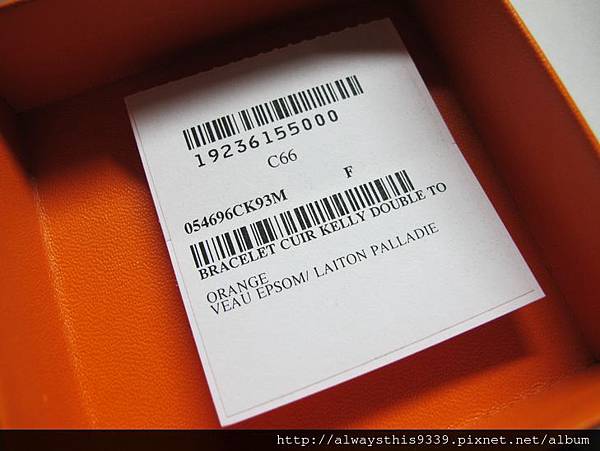 19236155000
C66
054696CK93M F
BRACELET CUIR KELLY DOUBLE TO
ORANGE
VEAU EPSOM/ LAITON PALLADIE
http://alwaysthis9339.pixnet.net/album